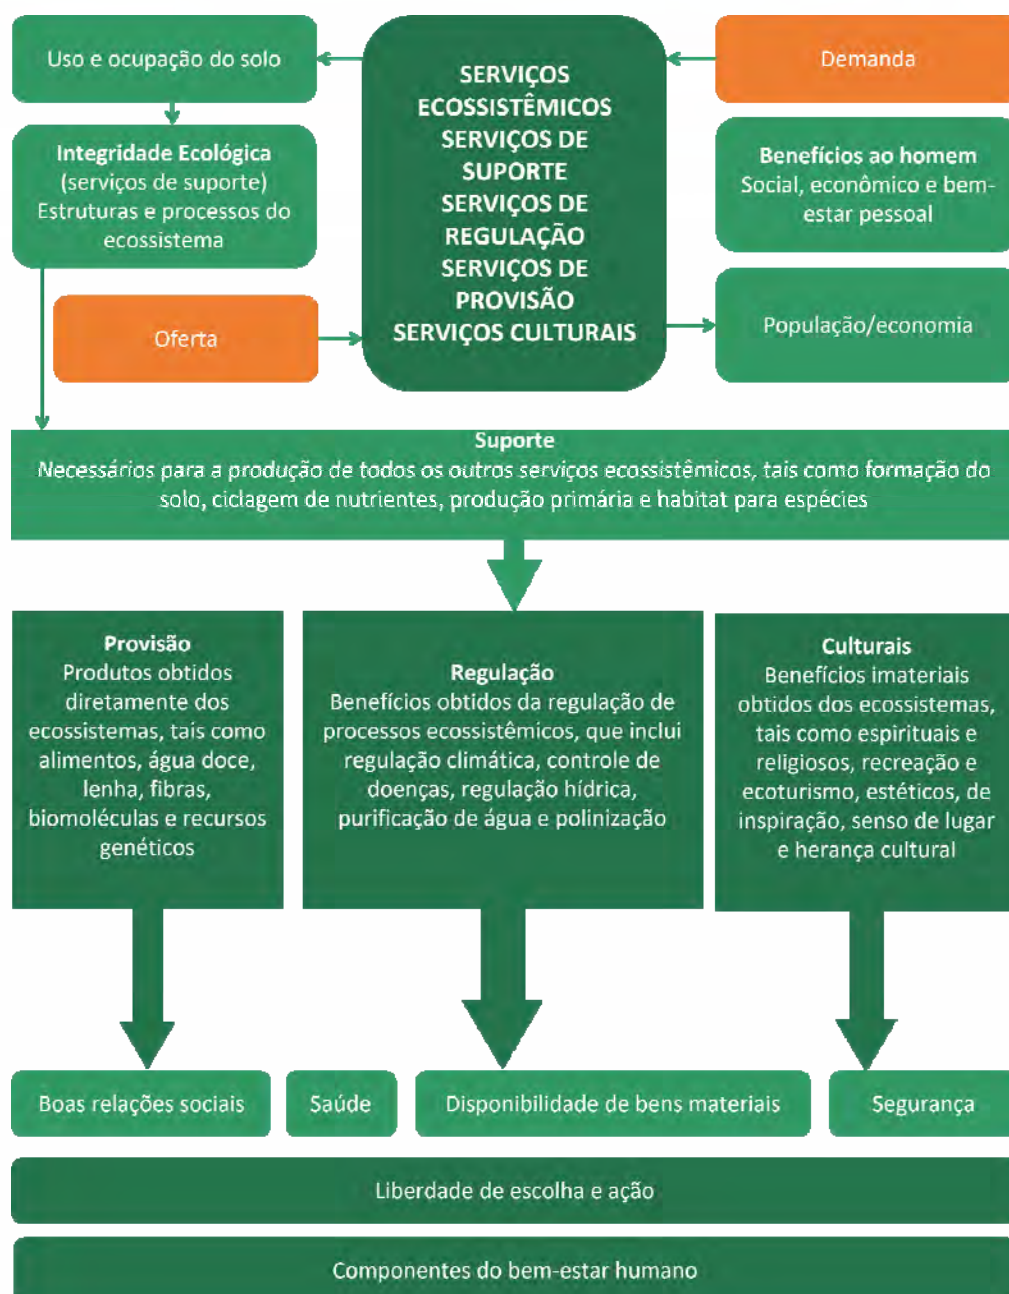 Uso e ocupação do solo
Integridade Ecológica
(serviços de suporte)
Estruturas e processos do
ecossistema
Oferta
SERVIÇOS
ECOSSISTÊMICOS
SERVIÇOS DE
SUPORTE
SERVIÇOS DE
REGULAÇÃO
SERVIÇOS DE
PROVISÃO
SERVIÇOS CULTURAIS
Demanda
Benefícios ao homem
Social, econômico e bem-
estar pessoal
População/economia
Suporte
Necessários para a produção de todos os outros serviços ecossistêmicos, tais como formação do
solo, ciclagem de nutrientes, produção primária e habitat para espécies
Provisão
Produtos obtidos
diretamente dos
ecossistemas, tais como
alimentos, água doce,
lenha, fibras,
biomoléculas e recursos
genéticos
Regulação
Benefícios obtidos da regulação de
processos ecossistêmicos, que inclui
regulação climática, controle de
doenças, regulação hídrica,
purificação de água e polinização
Culturais
Benefícios imateriais
obtidos dos ecossistemas,
tais como espirituais e
religiosos, recreação e
ecoturismo, estéticos, de
inspiração, senso de lugar
e herança cultural
Boas relações sociais
Saúde
Disponibilidade de bens materiais
Segurança
Liberdade de escolha e ação
Componentes do bem-estar humano